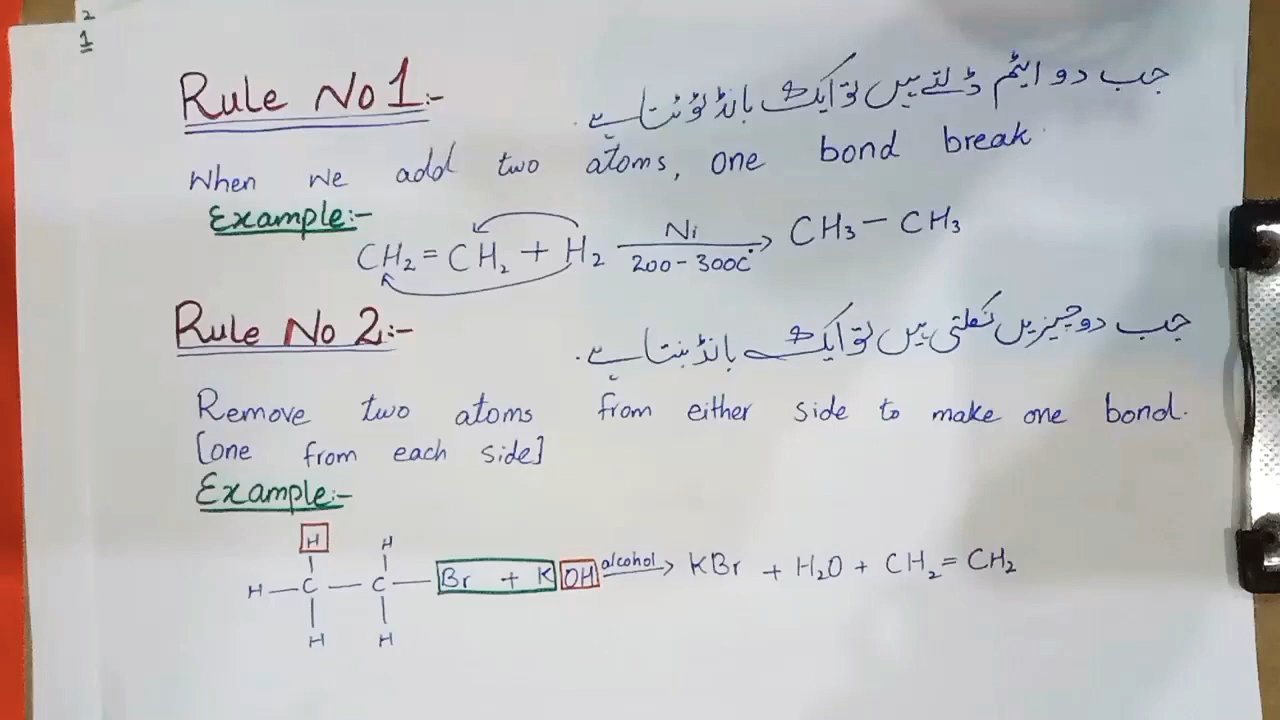 2
1
Rule No 1:-
جب دو ایٹم ڈلتے ہیں تو ایک بانڈ ٹوٹتا ہے.
When We add two atoms, one bond break.
Example:-
CH₂ = CH₂ + H₂ Ni 200 - 300C° CH₃ — CH₃
Rule No 2:-
جب دو چیزیں نکلتی ہیں تو ایک بانڈ بنتا ہے.
Remove two atoms from either side to make one bond.
[one from each side]
Example:-
H H
H — C — C — Br + K OH alcohol KBr + H₂O + CH₂ = CH₂
H H